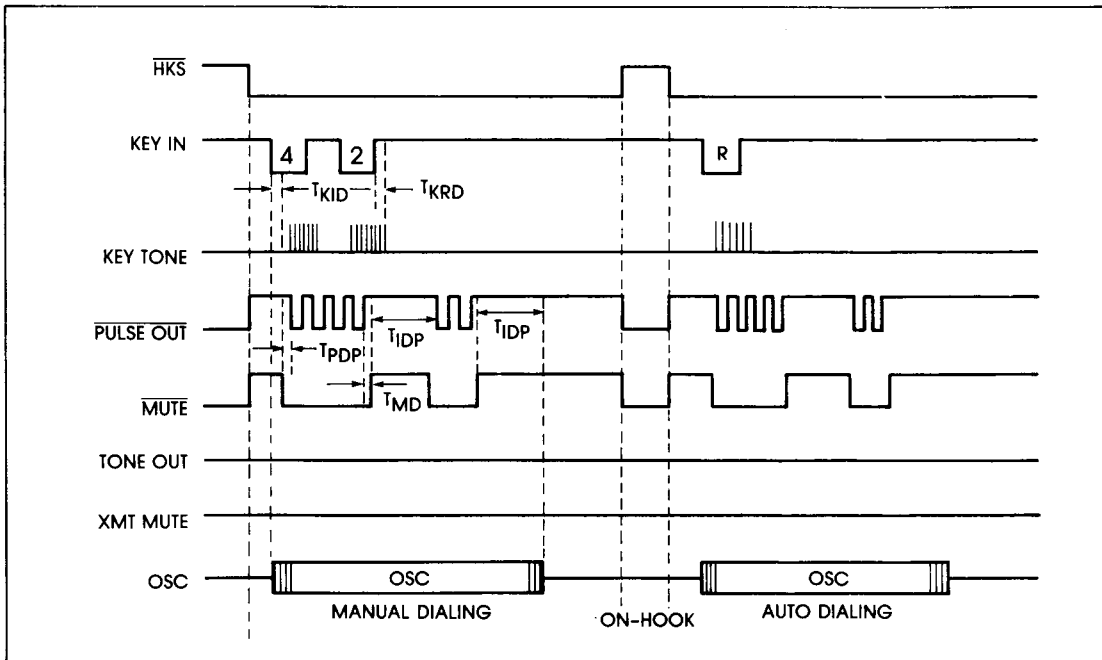 HKS
KEY IN
4
2
R
TKID
TKRD
KEY TONE
PULSE OUT
TPDP
TIDP
TIDP
MUTE
TMD
TONE OUT
XMT MUTE
OSC
OSC
OSC
MANUAL DIALING
ON-HOOK
AUTO DIALING